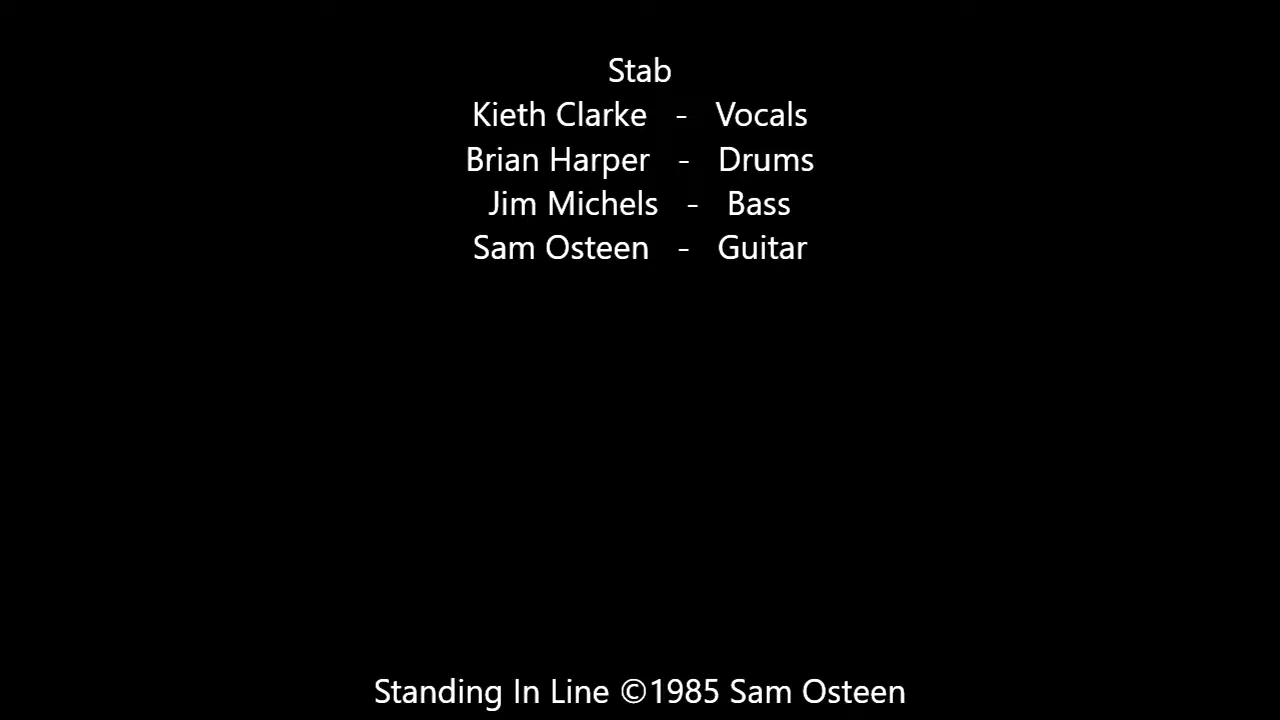 Stab
Kieth Clarke - Vocals
Brian Harper - Drums
Jim Michels - Bass
Sam Osteen - Guitar
Standing In Line ©1985 Sam Osteen